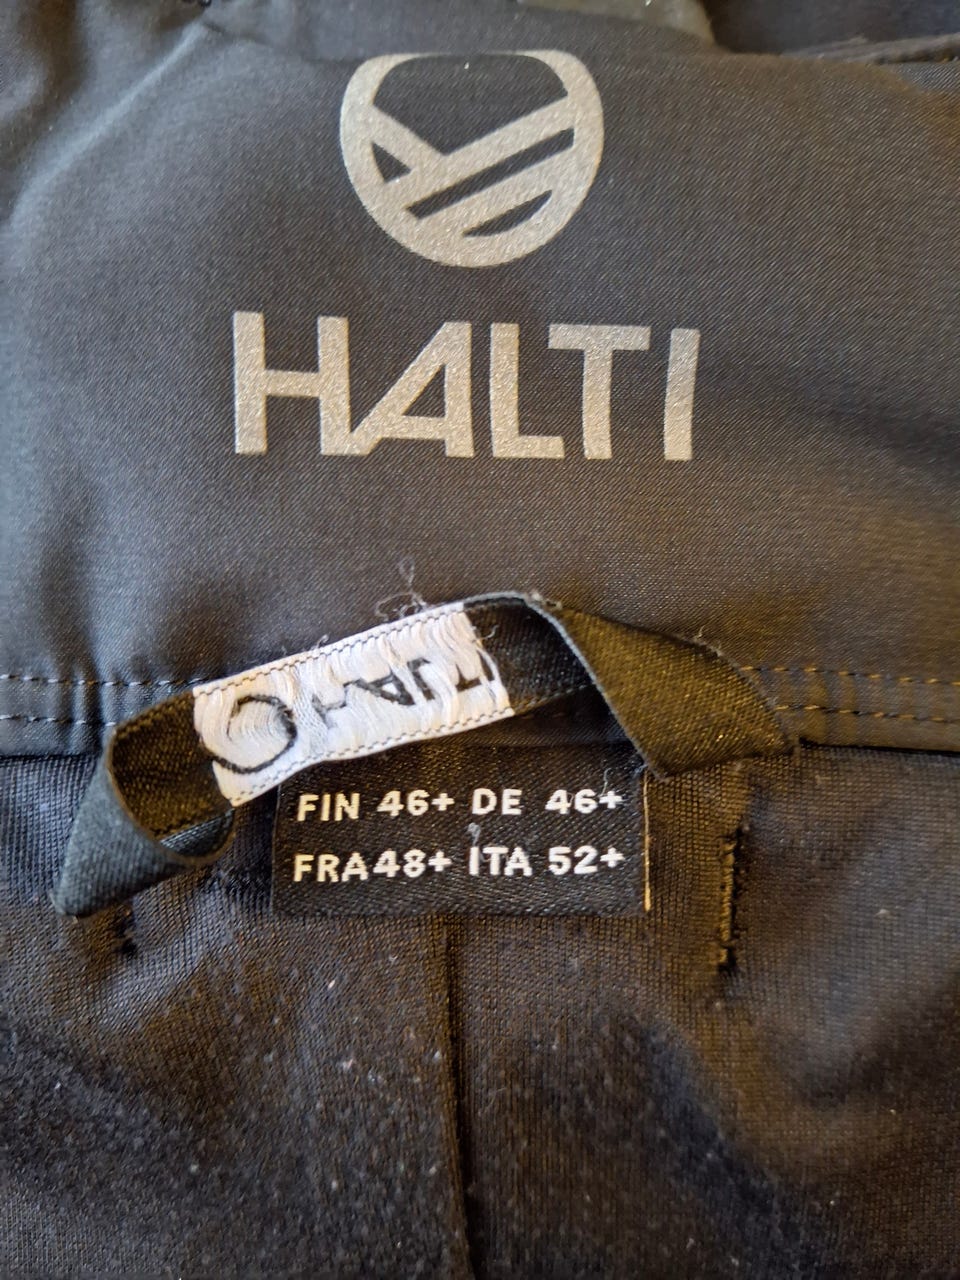 HALTI
FIN 46+ DE 46+
FRA48+ ITA 52+